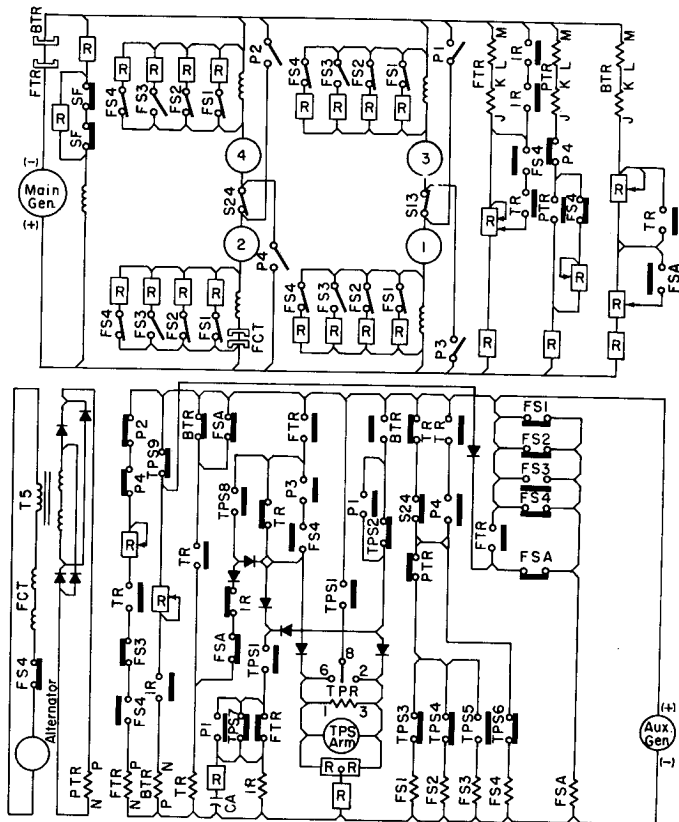 BTR
FTR
R
SF
SF
Main
Gen.
(-)
(+)
FS4
FS3
FS2
FS1
R
R
R
R
P2
4
S24
2
P4
R
R
R
R
FS4
FS3
FS2
FS1
FCT
FS4
FS3
FS2
FS1
R
R
R
R
P1
3
S13
1
FS4
FS3
FS2
FS1
R
R
R
R
P3
FTR
M
L
K
J
R
R
IR
IR
FS4
TR
PTR
M
L
K
J
P4
PTR
FS4
R
R
BTR
M
L
K
J
R
TR
FSA
R
R
T5
FCT
FS4
Alternator
PTR
N
P
P2
P4
R
TR
FS3
FS4
FTR
N
P
TPS9
R
IR
BTR
P
N
BTR
FSA
TR
TR
TPS8
TR
IR
FSA
P1
TPS7
R
CA
FTR
P3
FS4
TPS1
FTR
IR
TPS1
8
6
2
TPR
1
3
TPS
Arm
R
R
R
P1
TPS2
BTR
TR
TR
S24
P4
PTR
TPS3
TPS4
TPS5
TPS6
FS1
FS2
FS3
FS4
FTR
FS1
FS2
FS3
FS4
FSA
FSA
Aux.
Gen.
(+)
(-)